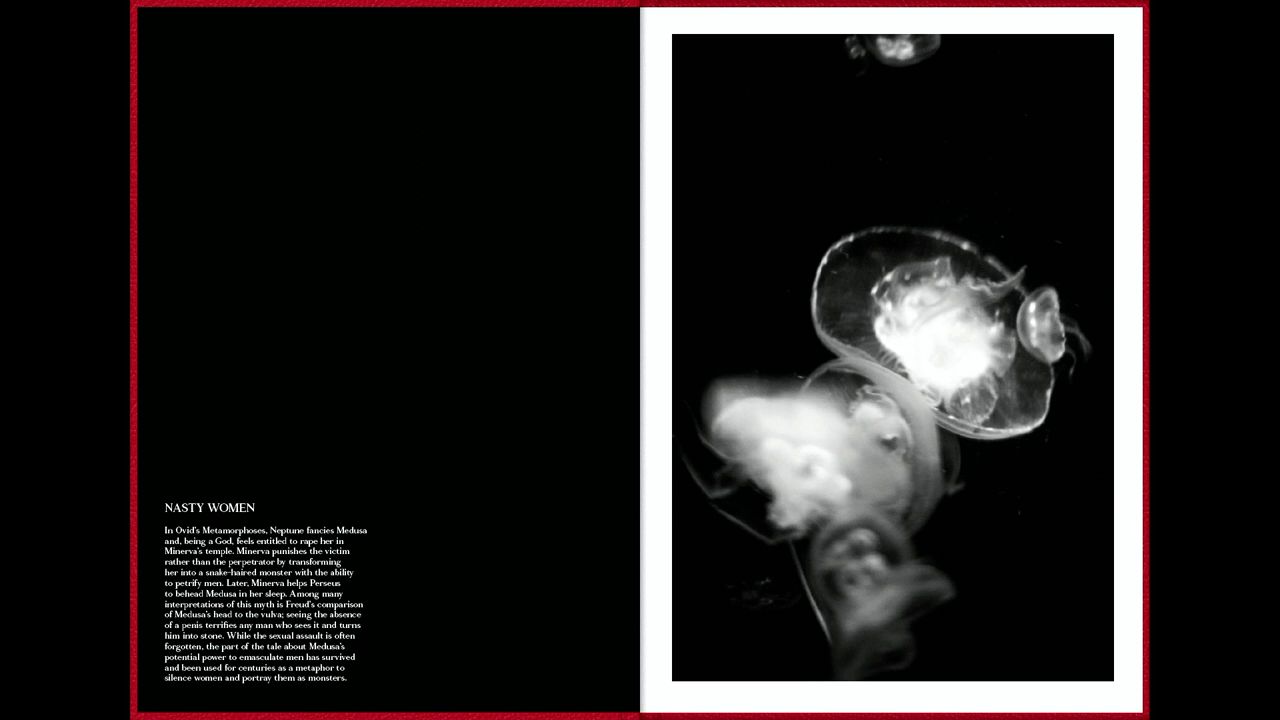 NASTY WOMEN
In Ovid's Metamorphoses, Neptune fancies Medusa
and, being a God, feels entitled to rape her in
Minerva's temple. Minerva punishes the victim
rather than the perpetrator by transforming
her into a snake-haired monster with the ability
to petrify men. Later, Minerva helps Perseus
to behead Medusa in her sleep. Among many
interpretations of this myth is Freud's comparison
of Medusa's head to the vulva; seeing the absence
of a penis terrifies any man who sees it and turns
him into stone. While the sexual assault is often
forgotten, the part of the tale about Medusa's
potential power to emasculate men has survived
and been used for centuries as a metaphor to
silence women and portray them as monsters.